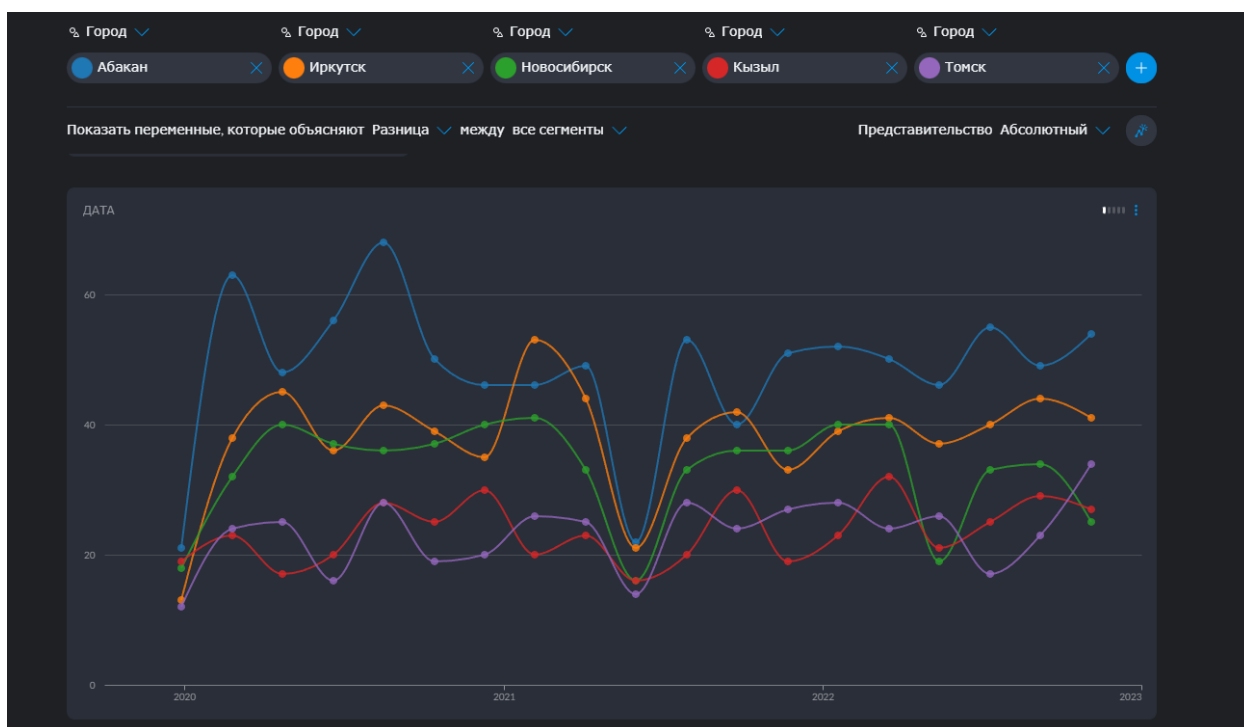 Город Город Город Город Город
Абакан Иркутск Новосибирск Кызыл Томск
Показать переменные, которые объясняют Разница между все сегменты Представительство Абсолютный
ДАТА
60
40
20
0
2020 2021 2022 2023